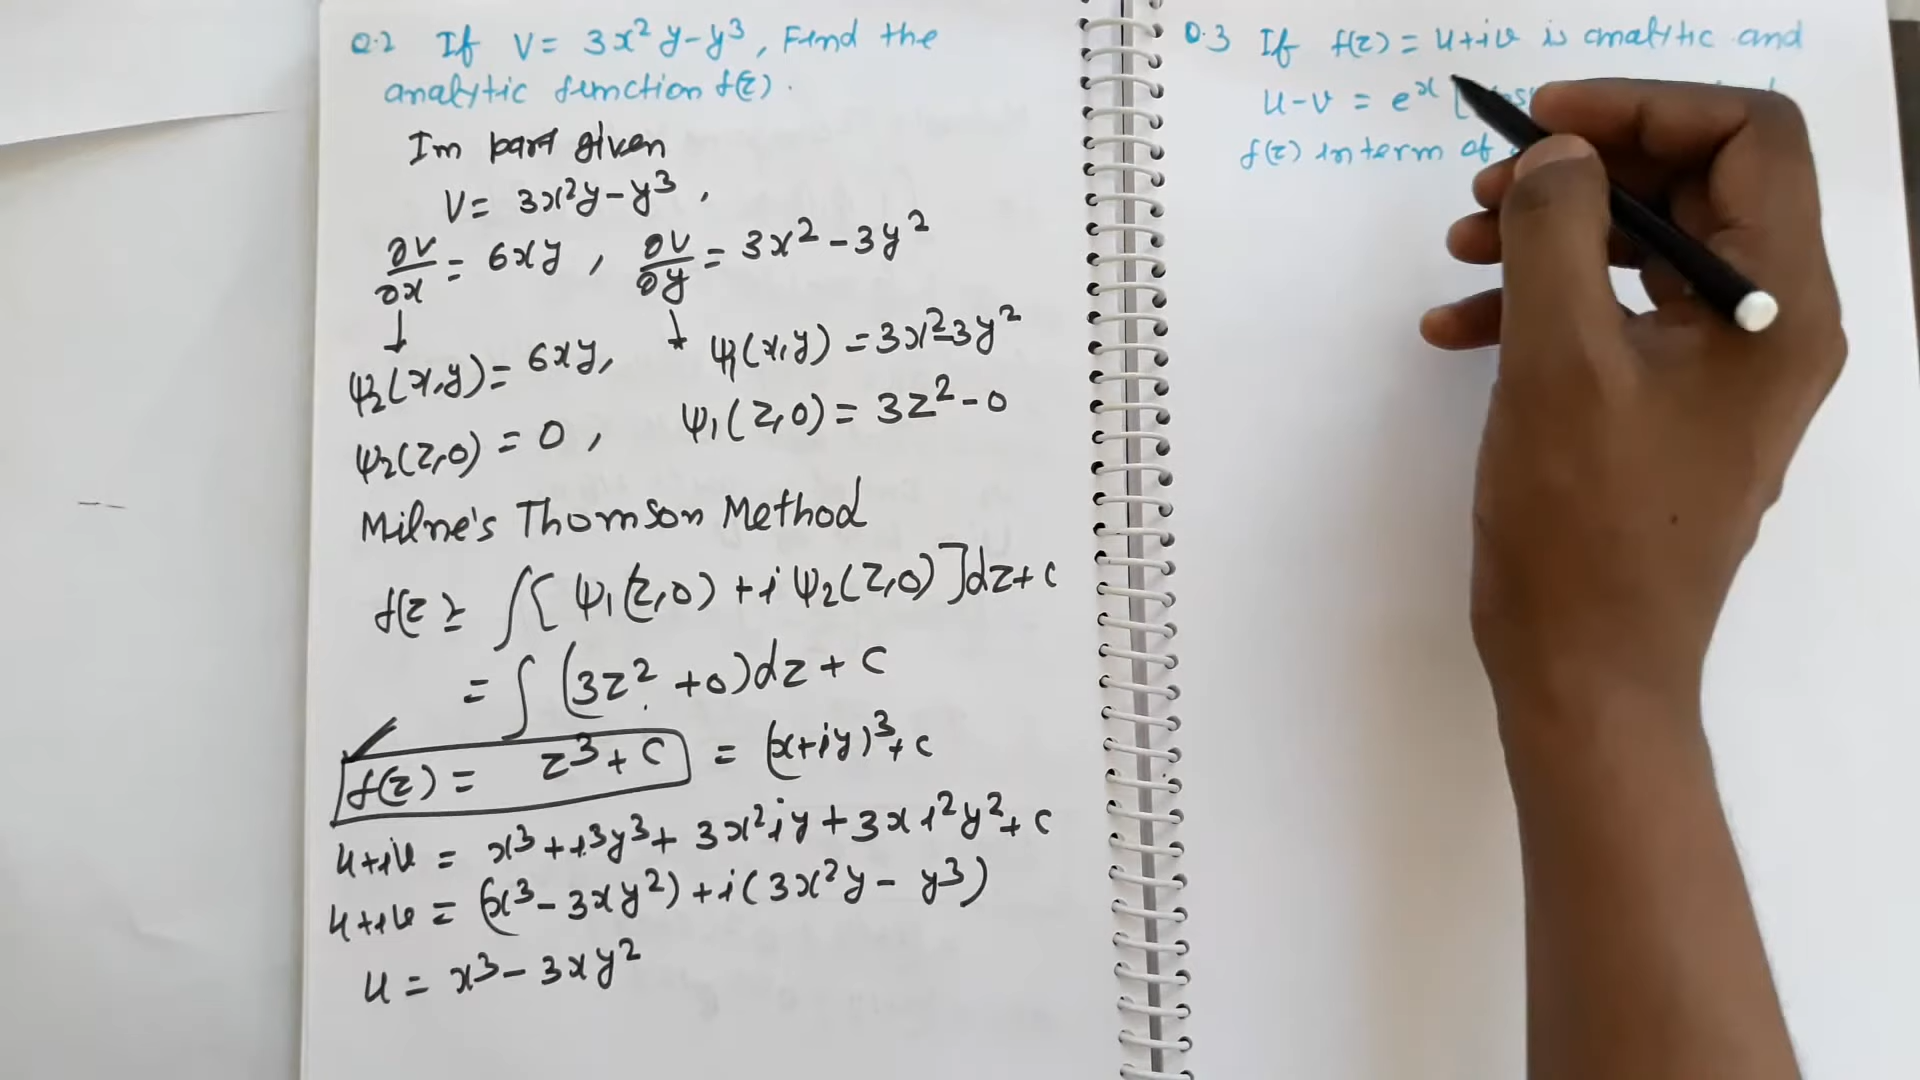 Q.2 If V = 3x²y-y³, Find the
analytic function f(z).
Im part given
V = 3x²y-y³,
∂V/∂x = 6xy, ∂V/∂y = 3x²-3y²
↓ ↓
ψ₂(x,y) = 6xy, ψ₁(x,y) = 3x²-3y²
ψ₂(z,0) = 0, ψ₁(z,0) = 3z²-0
Milne's Thomson Method
f(z) = ∫[ψ₁(z,0) + i ψ₂(z,0)]dz + c
= ∫(3z² + 0)dz + c
f(z) = z³ + c = (x+iy)³ + c
u+iv = x³ + i³y³ + 3x²iy + 3x i²y² + c
u+iv = (x³-3xy²) + i(3x²y - y³)
u = x³ - 3xy²
Q.3 If f(z) = u+iv is analytic and
u-v = eˣ
f(z) in term of